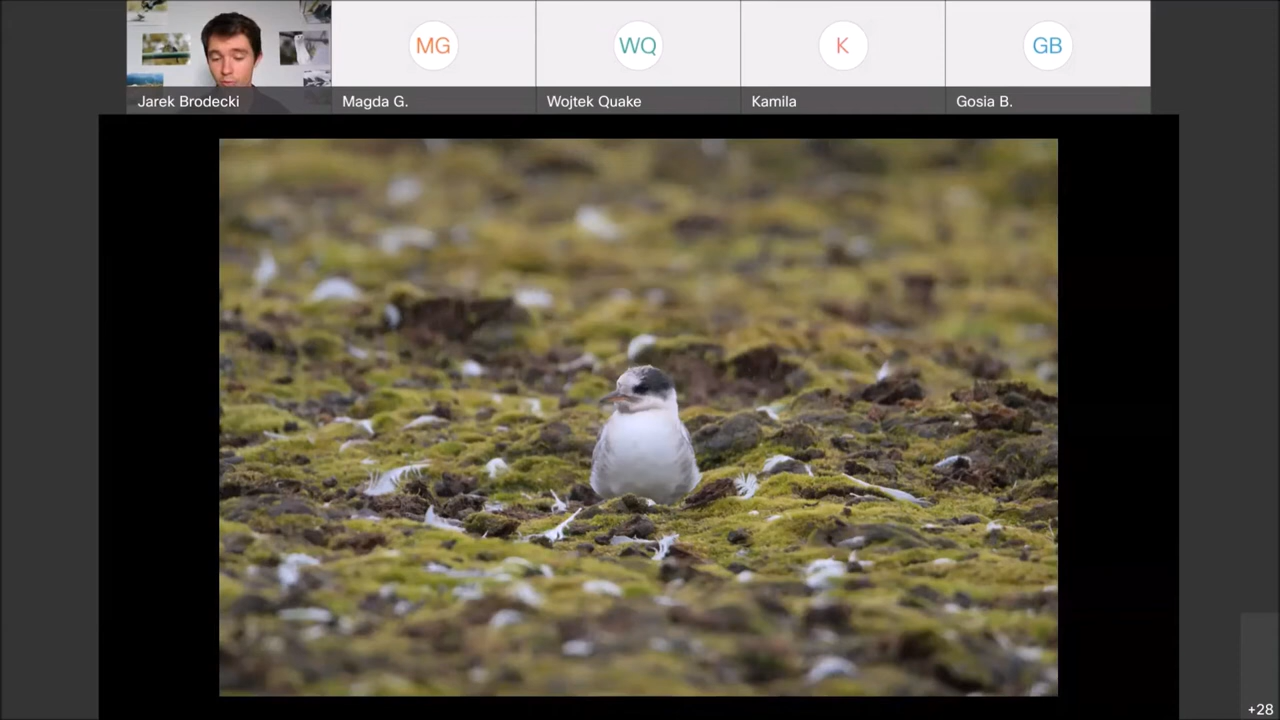 MG
WQ
K
GB
Jarek Brodecki
Magda G.
Wojtek Quake
Kamila
Gosia B.
+28